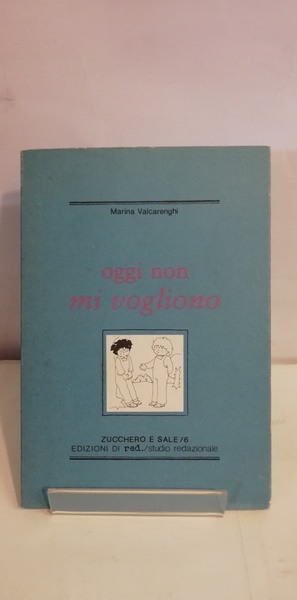 Marina Valcarenghi
oggi non
mi vogliono
ZUCCHERO E SALE/6
EDIZIONI DI red./studio redazionale